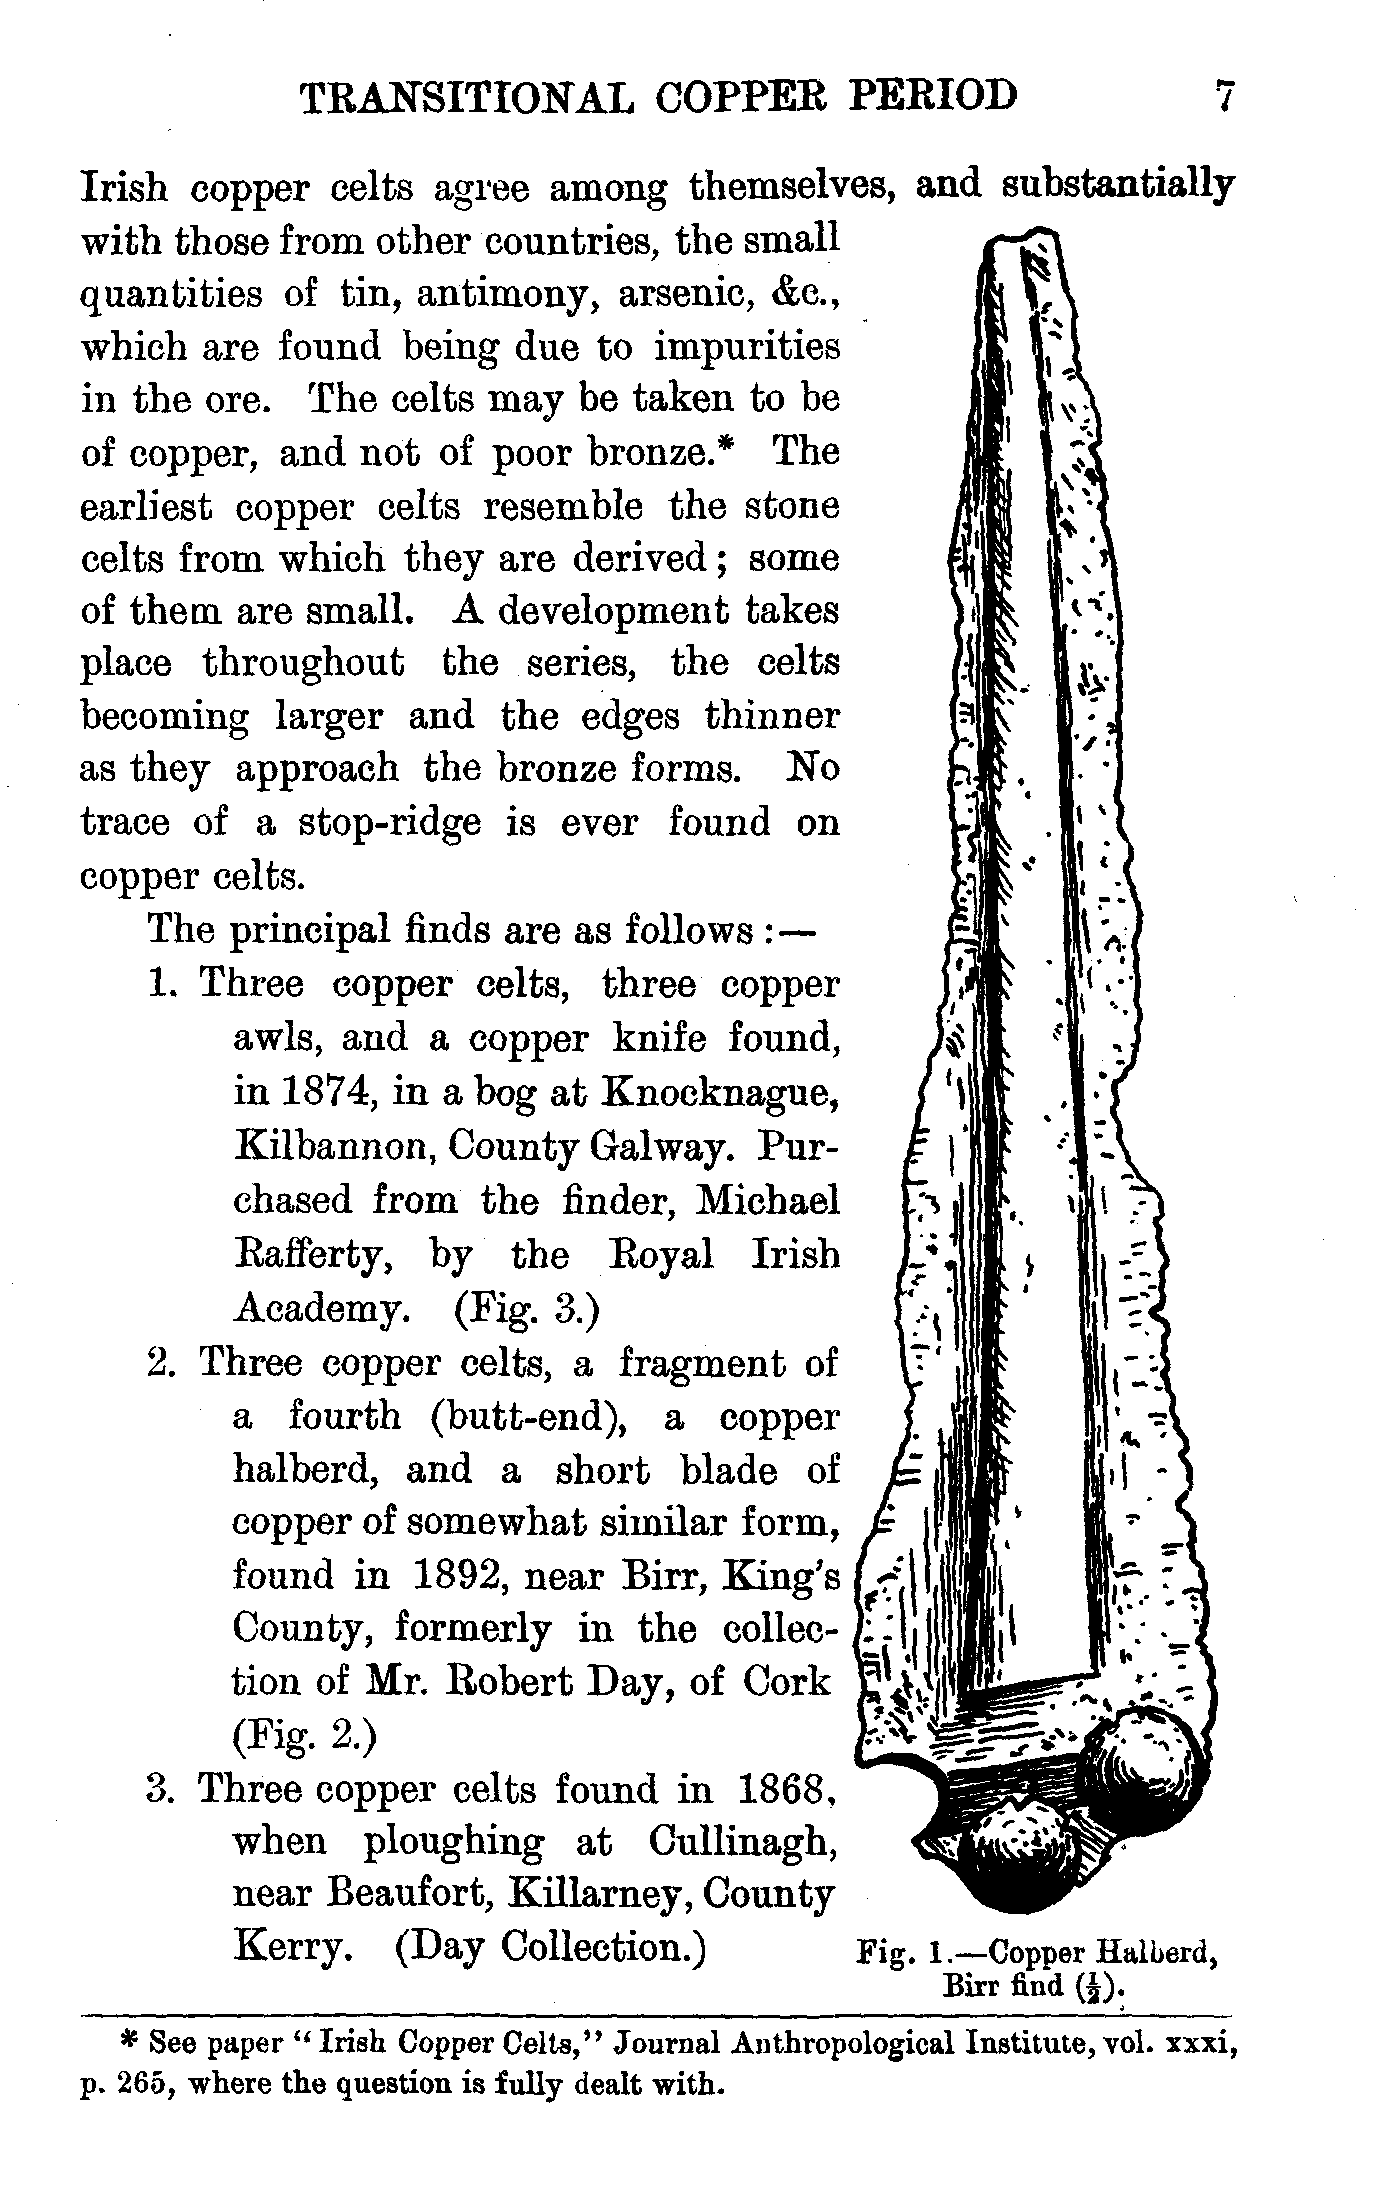 TRANSITIONAL COPPER PERIOD 7
Irish copper celts agree among themselves, and substantially
with those from other countries, the small
quantities of tin, antimony, arsenic, &c.,
which are found being due to impurities
in the ore. The celts may be taken to be
of copper, and not of poor bronze.* The
earliest copper celts resemble the stone
celts from which they are derived; some
of them are small. A development takes
place throughout the series, the celts
becoming larger and the edges thinner
as they approach the bronze forms. No
trace of a stop-ridge is ever found on
copper celts.
The principal finds are as follows:—
1. Three copper celts, three copper
awls, and a copper knife found,
in 1874, in a bog at Knocknague,
Kilbannon, County Galway. Pur-
chased from the finder, Michael
Rafferty, by the Royal Irish
Academy. (Fig. 3.)
2. Three copper celts, a fragment of
a fourth (butt-end), a copper
halberd, and a short blade of
copper of somewhat similar form,
found in 1892, near Birr, King's
County, formerly in the collec-
tion of Mr. Robert Day, of Cork
(Fig. 2.)
3. Three copper celts found in 1868,
when ploughing at Cullinagh,
near Beaufort, Killarney, County
Kerry. (Day Collection.)
Fig. 1.—Copper Halberd,
Birr find (½).
* See paper "Irish Copper Celts," Journal Anthropological Institute, vol. xxxi,
p. 265, where the question is fully dealt with.